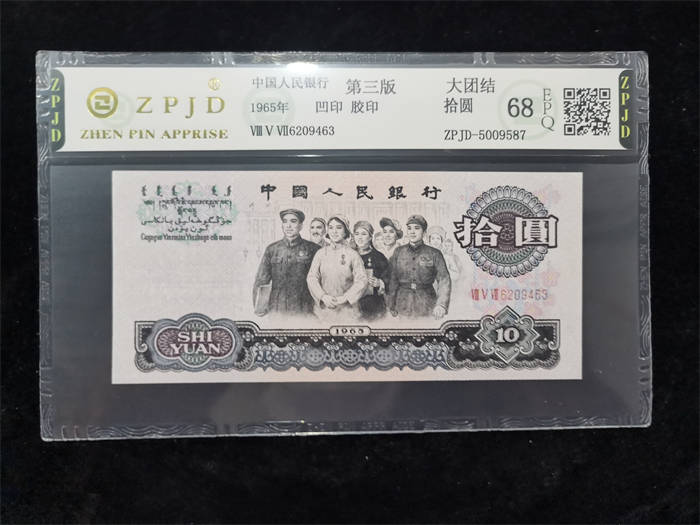 ZPJD
ZPJD
®
ZHEN PIN APPRISE
中国人民银行 第三版
1965年 凹印 胶印
Ⅷ Ⅴ Ⅶ6209463
大团结
拾圆
68
EPQ
ZPJD-5009587
ZPJD
中國人民銀行
拾圓
Ⅷ Ⅴ Ⅶ 6209463
1965
SHI
YUAN
10